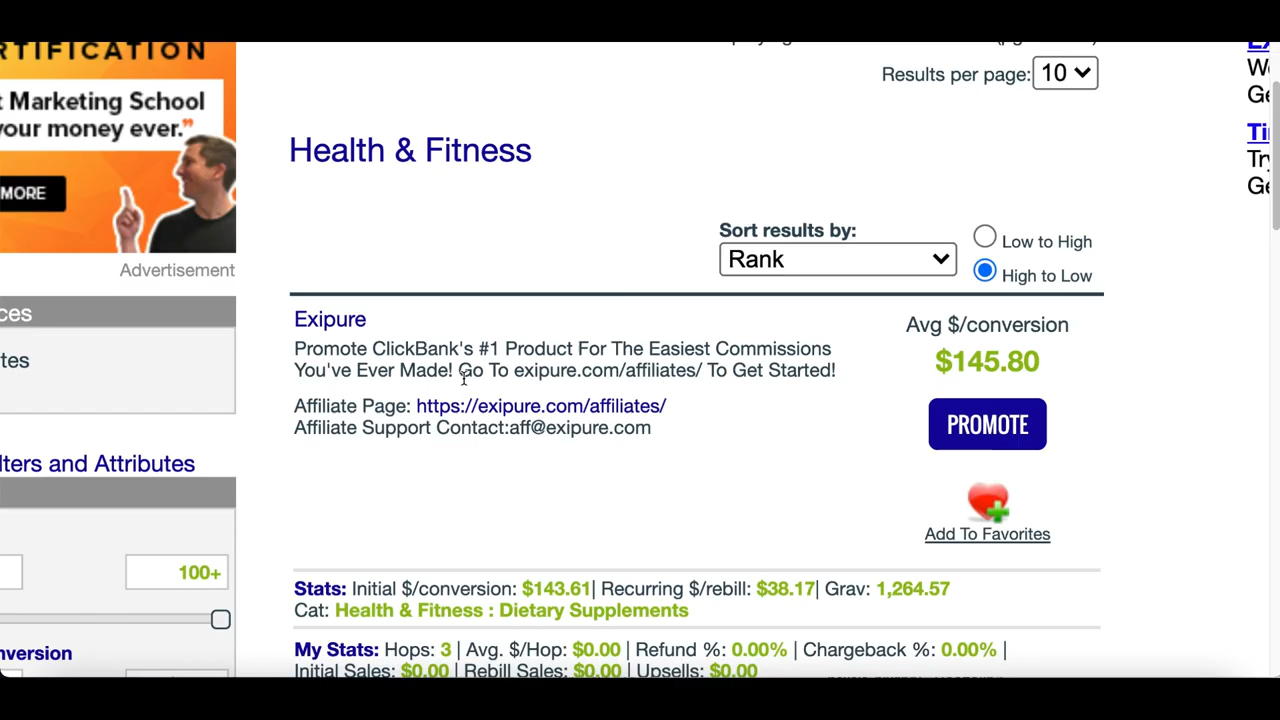 RTIFICATION
t Marketing School
your money ever.”
MORE
Advertisement
ces
tes
lters and Attributes
100+
nversion
Results per page: 10
Health & Fitness
Sort results by:
Rank
Low to High
High to Low
Exipure
Promote ClickBank's #1 Product For The Easiest Commissions
You've Ever Made! Go To exipure.com/affiliates/ To Get Started!
Affiliate Page: https://exipure.com/affiliates/
Affiliate Support Contact:aff@exipure.com
Avg $/conversion
$145.80
PROMOTE
Add To Favorites
Stats: Initial $/conversion: $143.61| Recurring $/rebill: $38.17| Grav: 1,264.57
Cat: Health & Fitness : Dietary Supplements
My Stats: Hops: 3 | Avg. $/Hop: $0.00 | Refund %: 0.00% | Chargeback %: 0.00% |
Initial Sales: $0.00 | Rebill Sales: $0.00 | Upsells: $0.00
Ex
We
Ge
Ti
Try
Ge